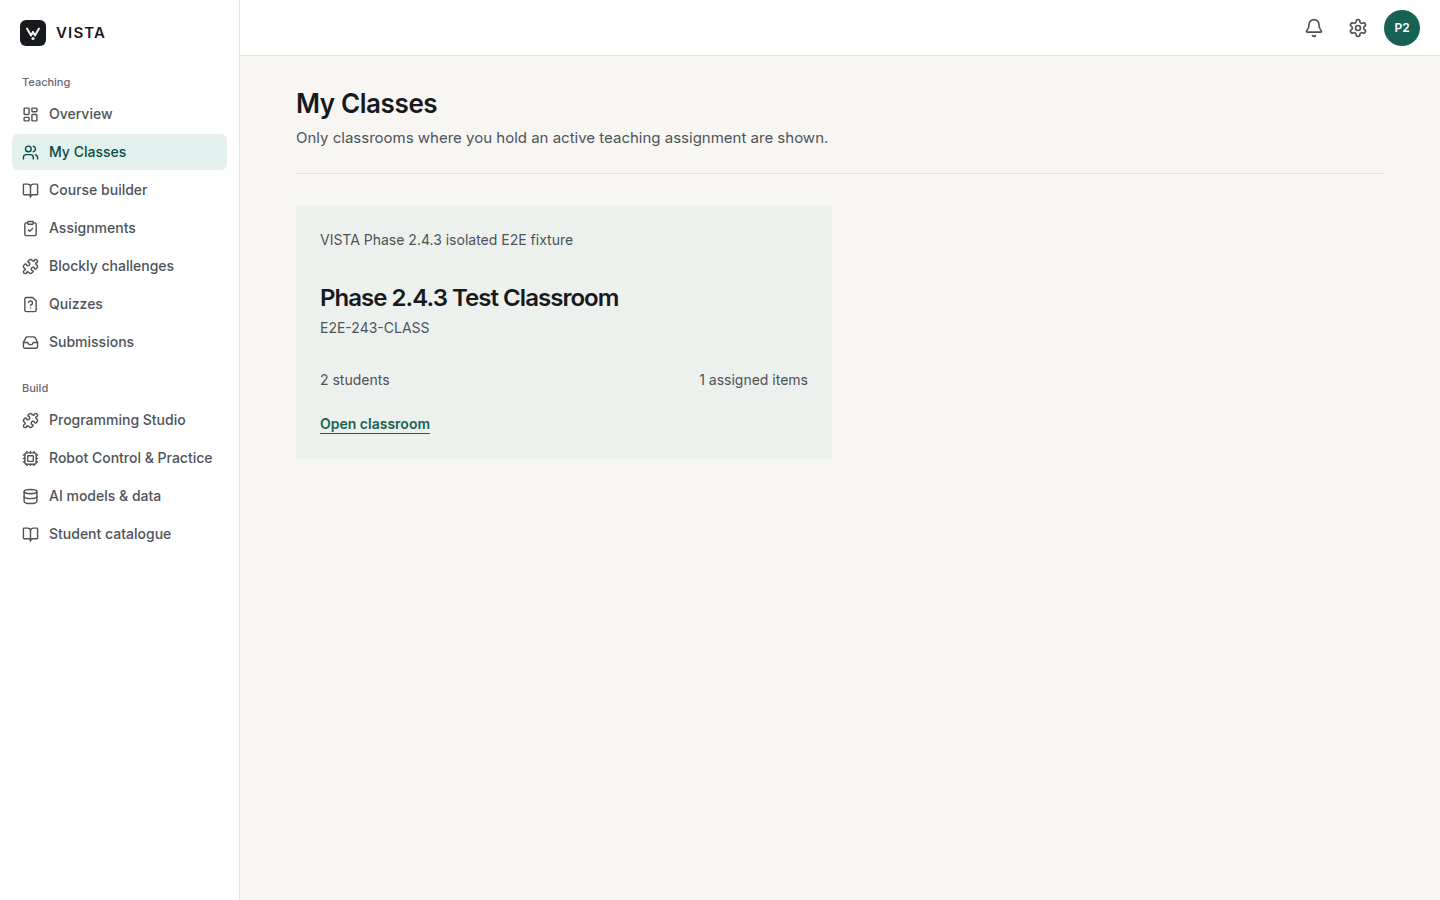 VISTA
P2
Teaching
Overview
My Classes
Course builder
Assignments
Blockly challenges
Quizzes
Submissions
Build
Programming Studio
Robot Control & Practice
AI models & data
Student catalogue
My Classes
Only classrooms where you hold an active teaching assignment are shown.
VISTA Phase 2.4.3 isolated E2E fixture
Phase 2.4.3 Test Classroom
E2E-243-CLASS
2 students
1 assigned items
Open classroom